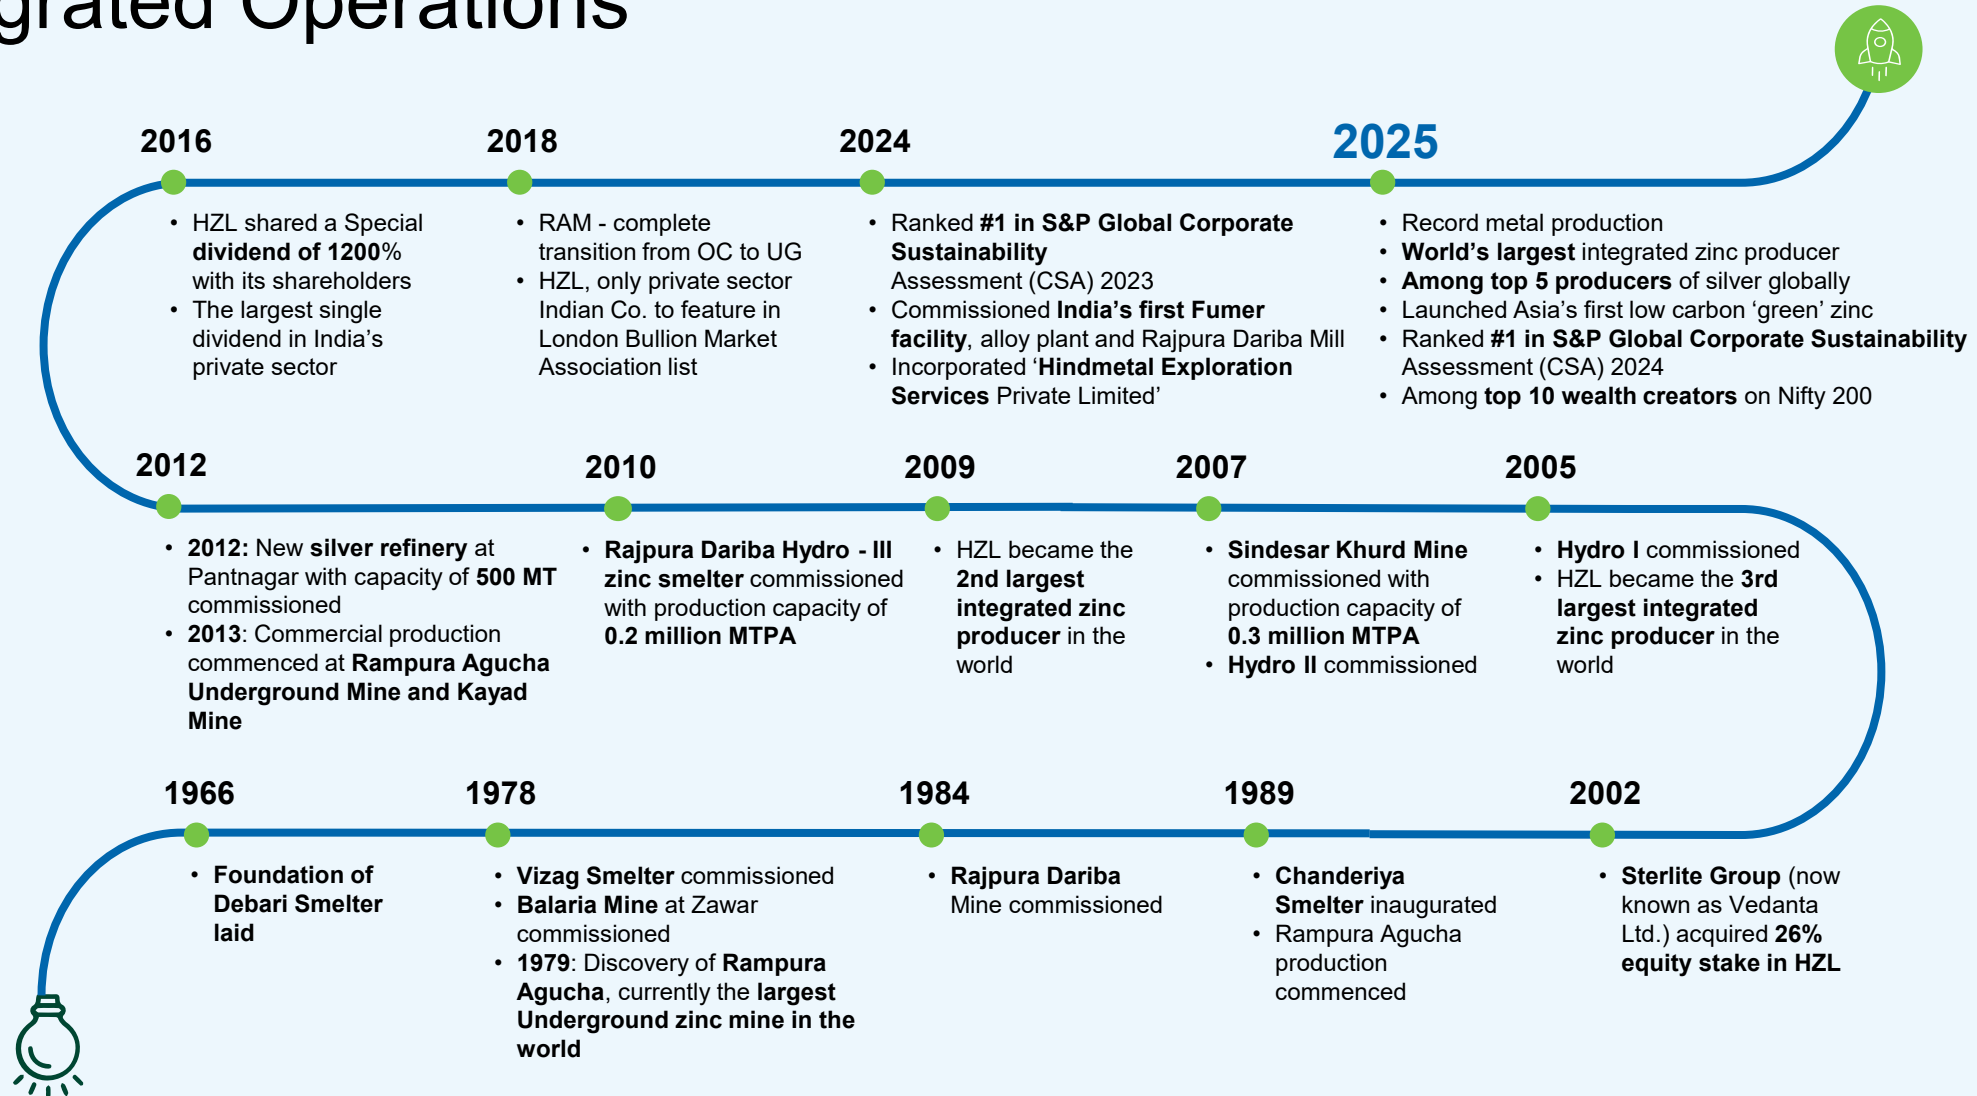 grated Operations
2016
• HZL shared a Special
dividend of 1200%
with its shareholders
• The largest single
dividend in India’s
private sector
2018
• RAM - complete
transition from OC to UG
• HZL, only private sector
Indian Co. to feature in
London Bullion Market
Association list
2024
• Ranked #1 in S&P Global Corporate
Sustainability
Assessment (CSA) 2023
• Commissioned India’s first Fumer
facility, alloy plant and Rajpura Dariba Mill
• Incorporated ‘Hindmetal Exploration
Services Private Limited’
2025
• Record metal production
• World’s largest integrated zinc producer
• Among top 5 producers of silver globally
• Launched Asia’s first low carbon ‘green’ zinc
• Ranked #1 in S&P Global Corporate Sustainability
Assessment (CSA) 2024
• Among top 10 wealth creators on Nifty 200
2012
• 2012: New silver refinery at
Pantnagar with capacity of 500 MT
commissioned
• 2013: Commercial production
commenced at Rampura Agucha
Underground Mine and Kayad
Mine
2010
• Rajpura Dariba Hydro - III
zinc smelter commissioned
with production capacity of
0.2 million MTPA
2009
• HZL became the
2nd largest
integrated zinc
producer in the
world
2007
• Sindesar Khurd Mine
commissioned with
production capacity of
0.3 million MTPA
• Hydro II commissioned
2005
• Hydro I commissioned
• HZL became the 3rd
largest integrated
zinc producer in the
world
1966
• Foundation of
Debari Smelter
laid
1978
• Vizag Smelter commissioned
• Balaria Mine at Zawar
commissioned
• 1979: Discovery of Rampura
Agucha, currently the largest
Underground zinc mine in the
world
1984
• Rajpura Dariba
Mine commissioned
1989
• Chanderiya
Smelter inaugurated
• Rampura Agucha
production
commenced
2002
• Sterlite Group (now
known as Vedanta
Ltd.) acquired 26%
equity stake in HZL